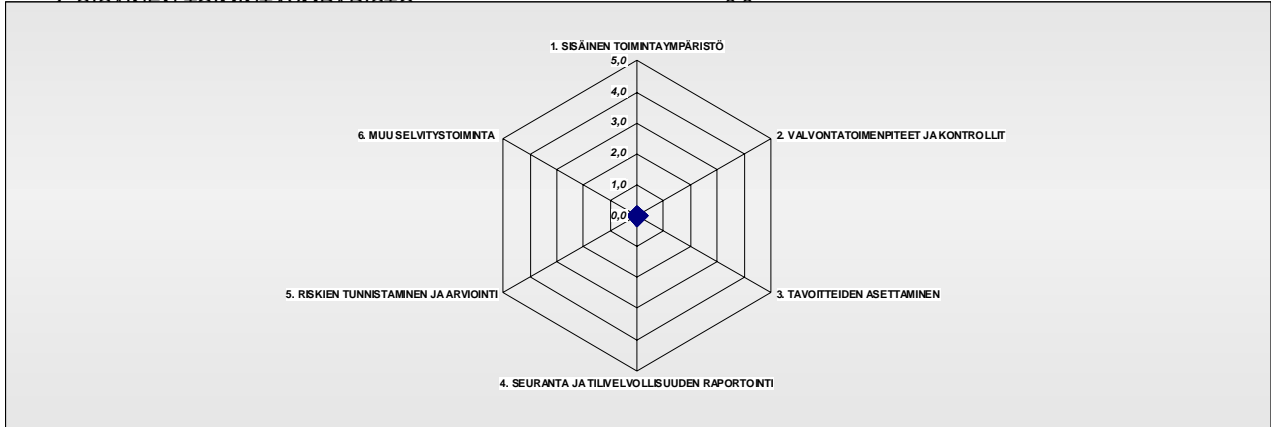 1. SISÄINEN TOIMINTAYMPÄRISTÖ
5,0
4,0
6. MUU SELVITYSTOIMINTA
2. VALVONTATOIMENPITEET JA KONTROLLIT
3,0
2,0
1,0
0,0
5. RISKIEN TUNNISTAMINEN JA ARVIOINTI
3. TAVOITTEIDEN ASETTAMINEN
4. SEURANTA JA TILIVELVOLLISUUDEN RAPORTOINTI